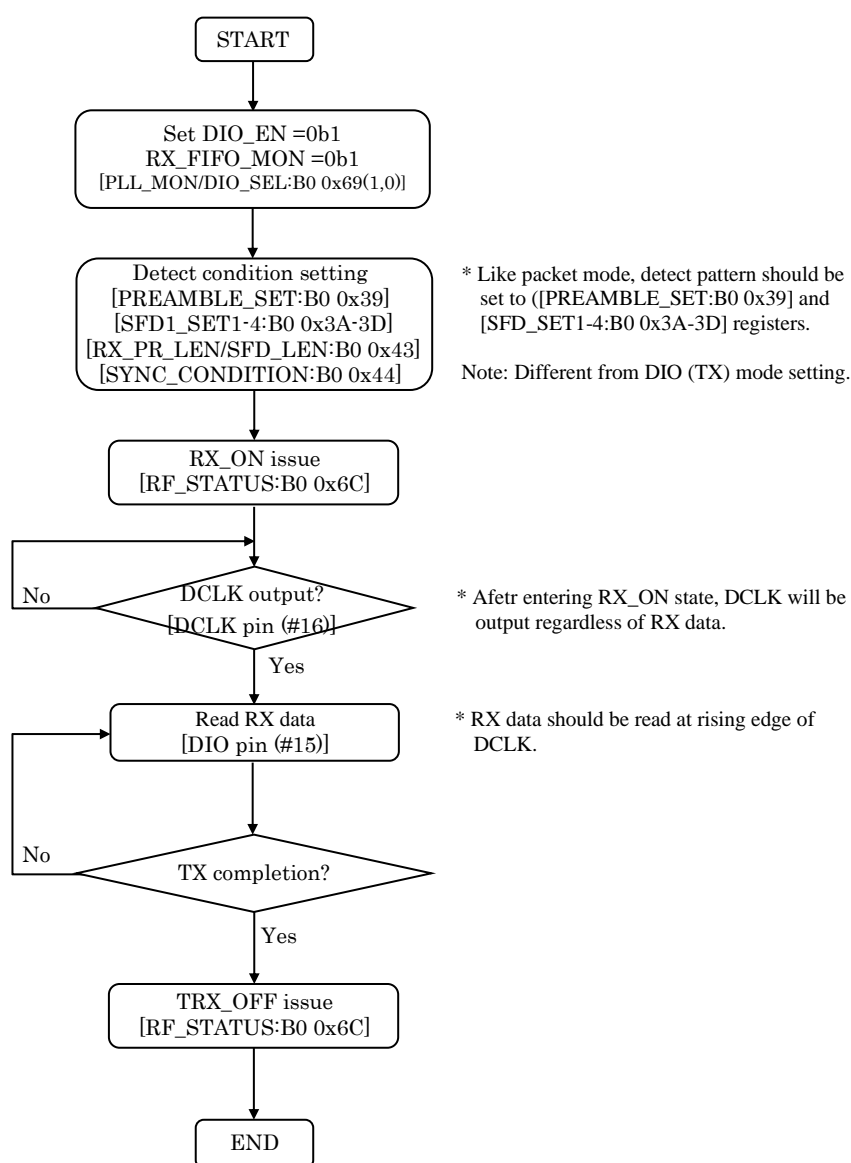 START
Set DIO_EN =0b1
RX_FIFO_MON =0b1
[PLL_MON/DIO_SEL:B0 0x69(1,0)]
Detect condition setting
[PREAMBLE_SET:B0 0x39]
[SFD1_SET1-4:B0 0x3A-3D]
[RX_PR_LEN/SFD_LEN:B0 0x43]
[SYNC_CONDITION:B0 0x44]
* Like packet mode, detect pattern should be
set to ([PREAMBLE_SET:B0 0x39] and
[SFD_SET1-4:B0 0x3A-3D] registers.
Note: Different from DIO (TX) mode setting.
RX_ON issue
[RF_STATUS:B0 0x6C]
No
DCLK output?
[DCLK pin (#16)]
* Afetr entering RX_ON state, DCLK will be
output regardless of RX data.
Yes
Read RX data
[DIO pin (#15)]
* RX data should be read at rising edge of
DCLK.
No
TX completion?
Yes
TRX_OFF issue
[RF_STATUS:B0 0x6C]
END